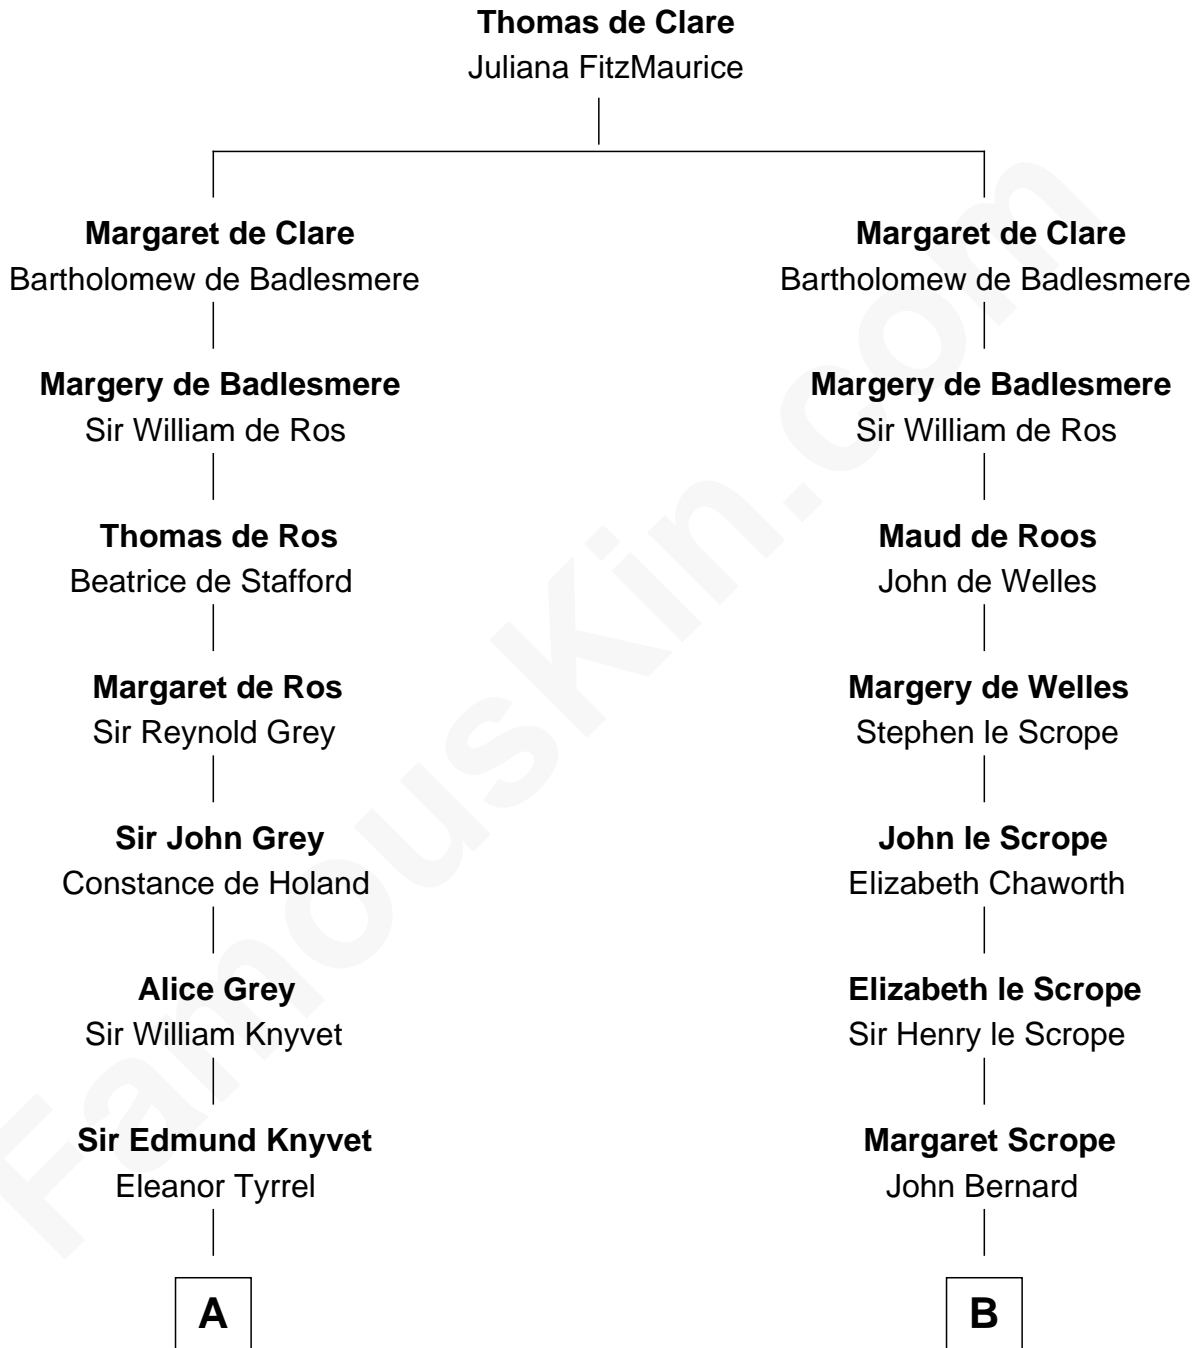 Thomas de Clare
Juliana FitzMaurice
Margaret de Clare
Bartholomew de Badlesmere
Margery de Badlesmere
Sir William de Ros
Thomas de Ros
Beatrice de Stafford
Margaret de Ros
Sir Reynold Grey
Sir John Grey
Constance de Holand
Alice Grey
Sir William Knyvet
Sir Edmund Knyvet
Eleanor Tyrrel
A
Margaret de Clare
Bartholomew de Badlesmere
Margery de Badlesmere
Sir William de Ros
Maud de Roos
John de Welles
Margery de Welles
Stephen le Scrope
John le Scrope
Elizabeth Chaworth
Elizabeth le Scrope
Sir Henry le Scrope
Margaret Scrope
John Bernard
B
FamousKin.com